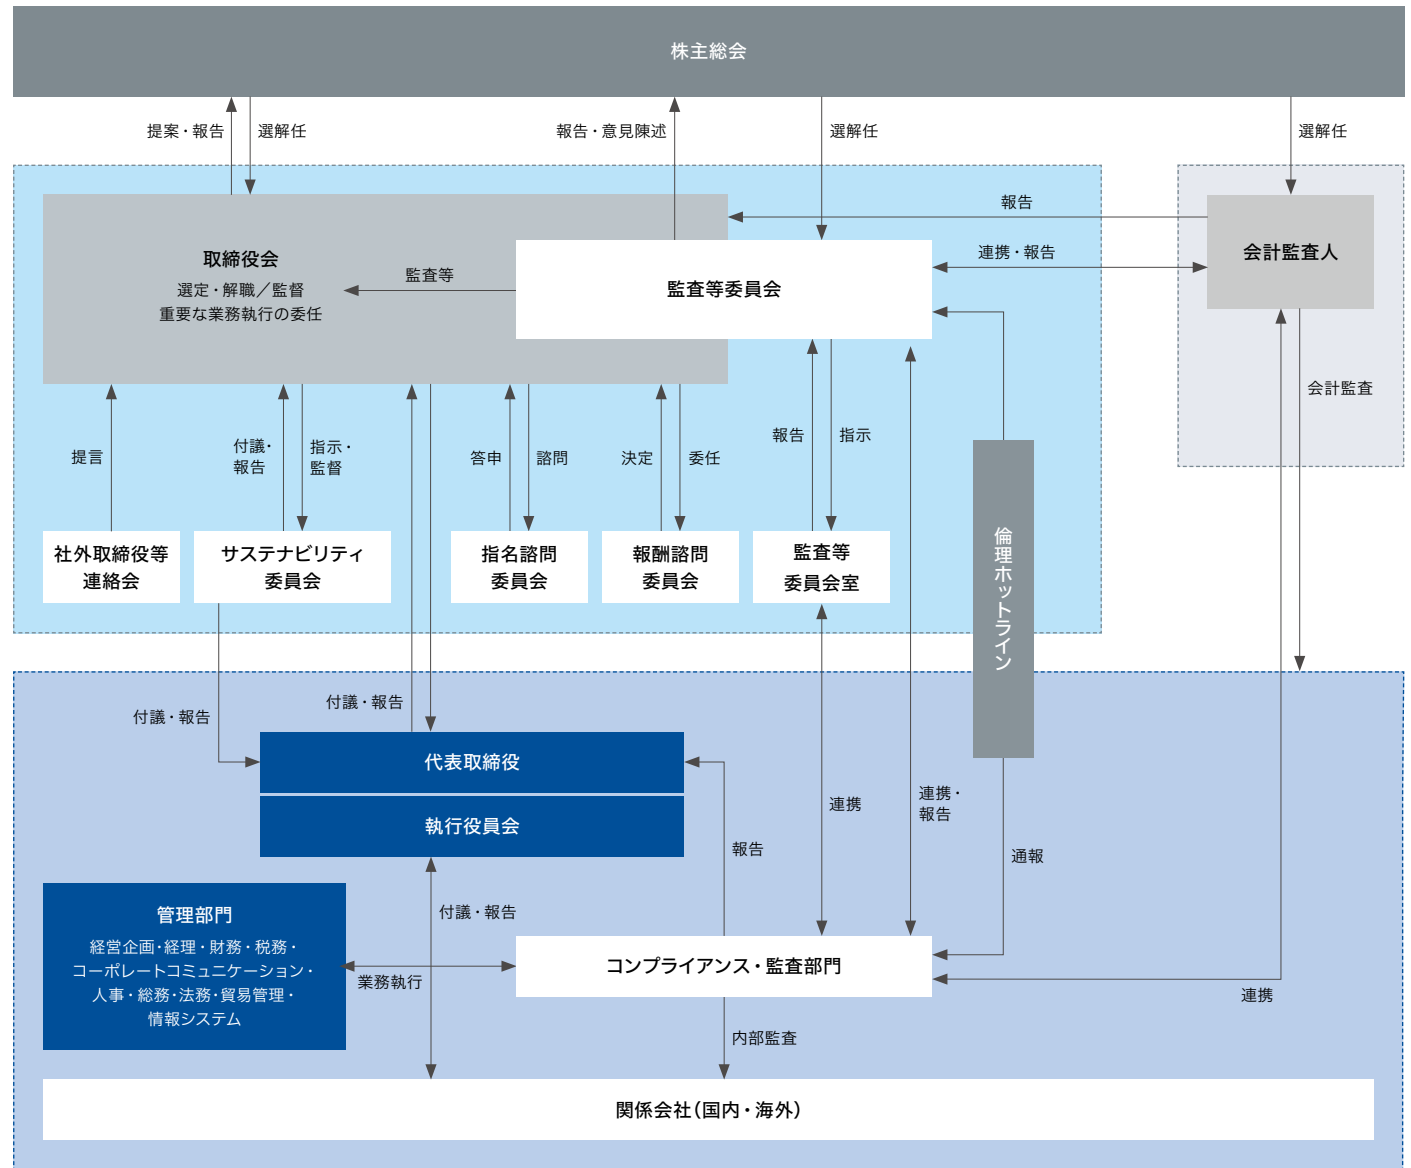 株主総会
提案・報告
選解任
報告・意見陳述
選解任
選解任
取締役会
選定・解職／監督
重要な業務執行の委任
監査等
監査等委員会
報告
連携・報告
会計監査人
会計監査
提言
付議・
報告
指示・
監督
答申
諮問
決定
委任
報告
指示
社外取締役等
連絡会
サステナビリティ
委員会
指名諮問
委員会
報酬諮問
委員会
監査等
委員会室
倫理ホットライン
付議・報告
付議・報告
代表取締役
執行役員会
報告
連携
連携・
報告
通報
管理部門
経営企画・経理・財務・税務・
コーポレートコミュニケーション・
人事・総務・法務・貿易管理・
情報システム
付議・報告
業務執行
コンプライアンス・監査部門
連携
内部監査
関係会社(国内・海外)